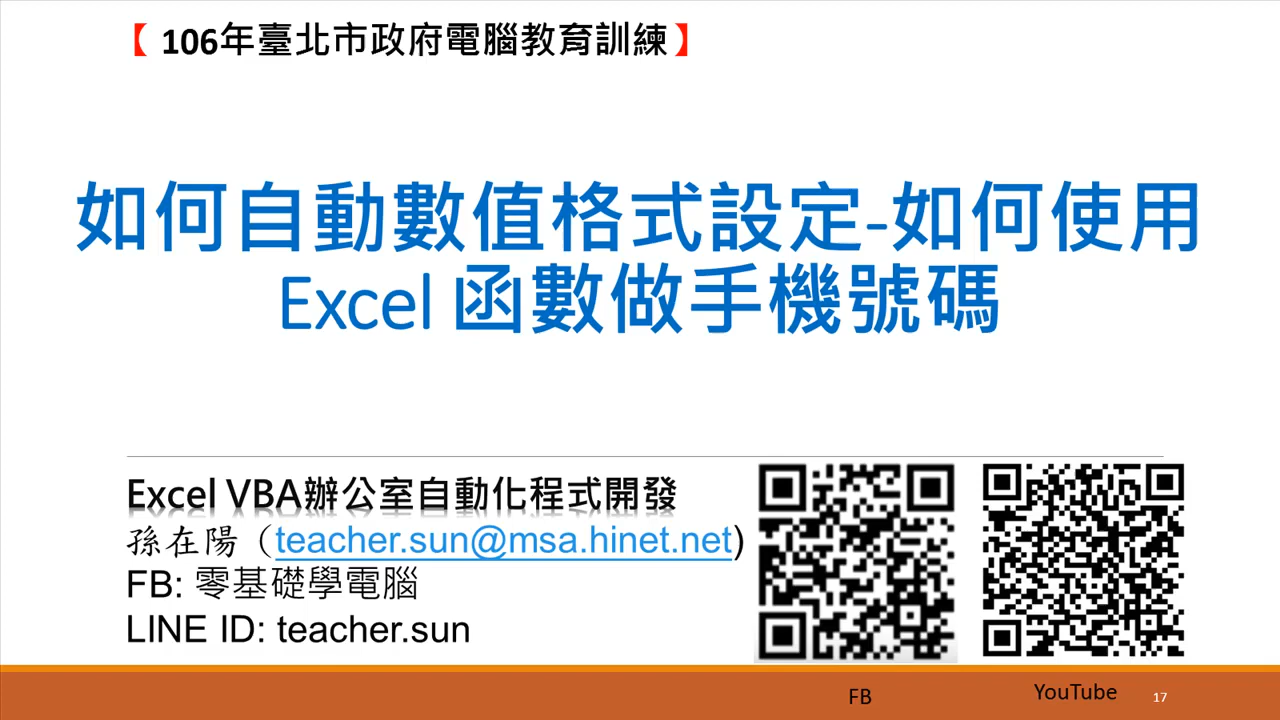 【 106年臺北市政府電腦教育訓練】
如何自動數值格式設定-如何使用
Excel 函數做手機號碼
Excel VBA辦公室自動化程式開發
孫在陽（teacher.sun@msa.hinet.net)
FB: 零基礎學電腦
LINE ID: teacher.sun
FB
YouTube
17